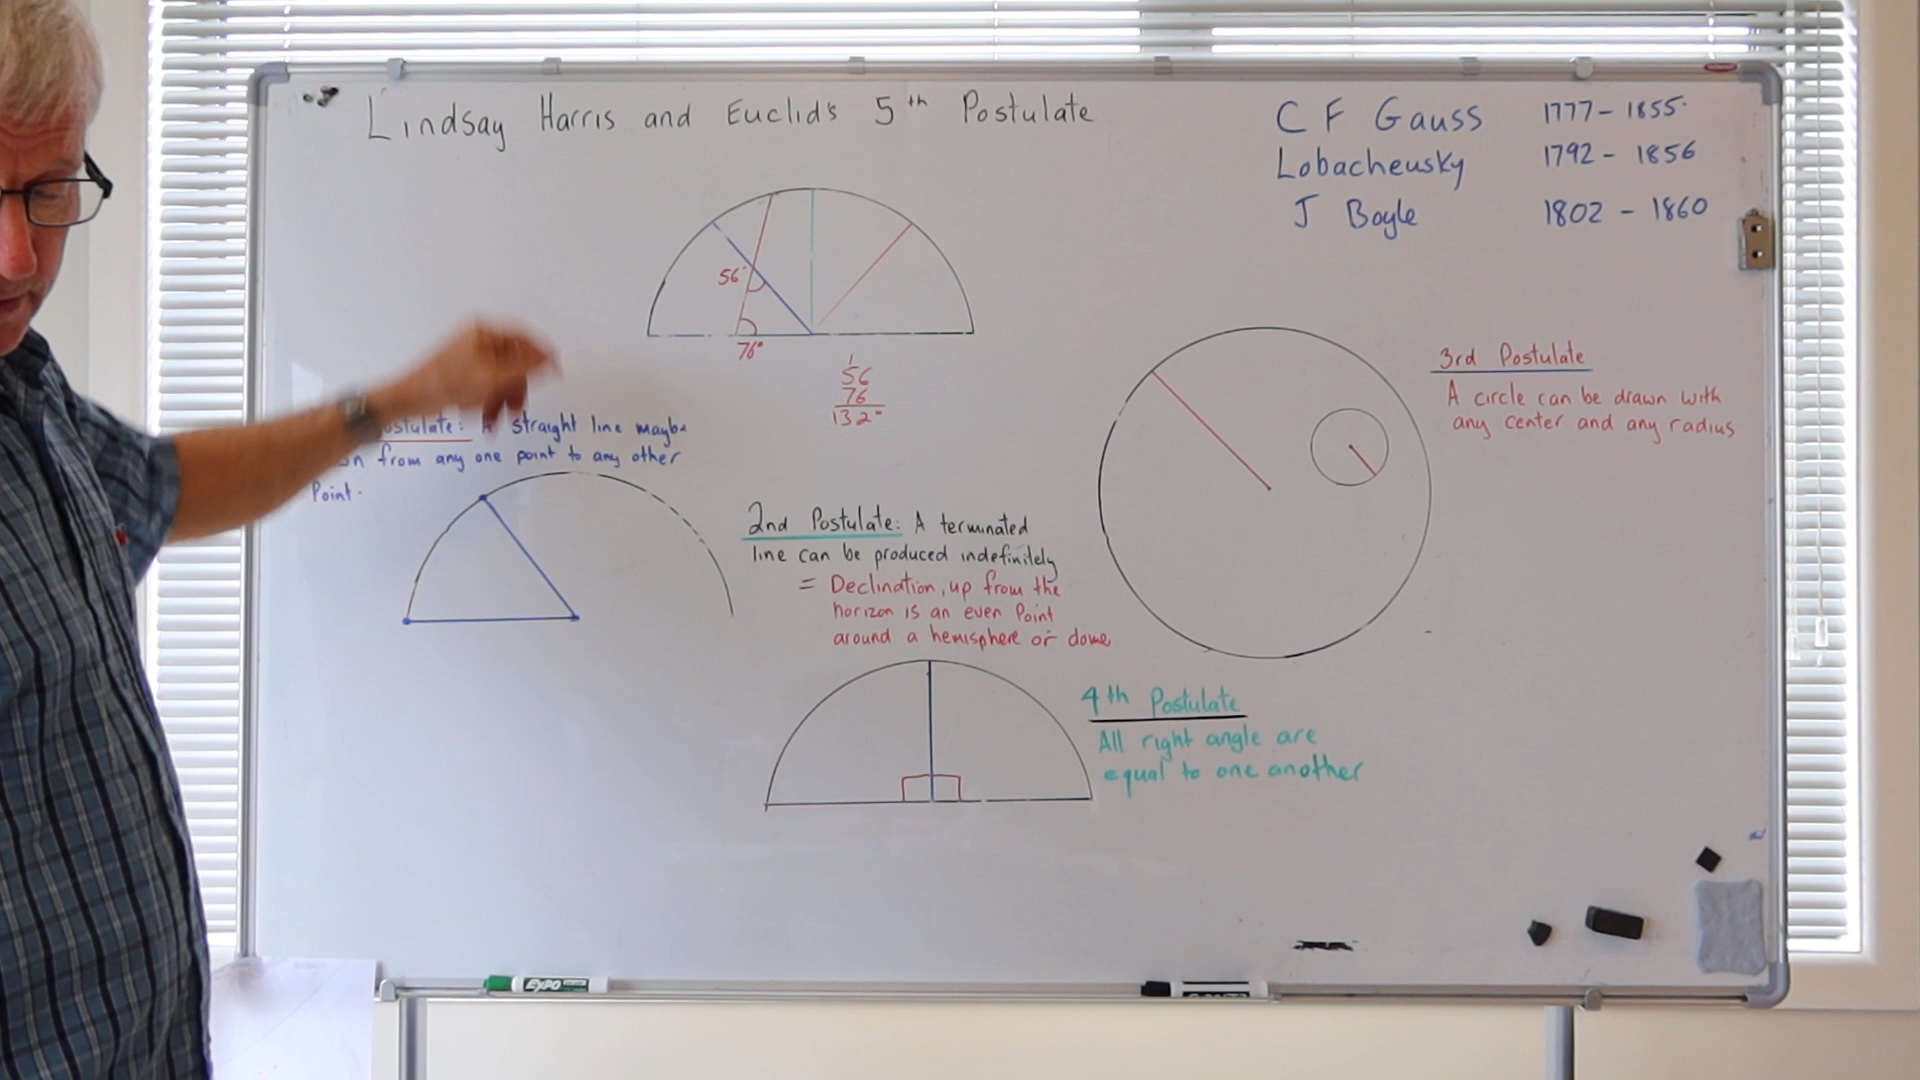 Lindsay Harris and Euclid's 5th Postulate
C F Gauss 1777 - 1855
Lobacheusky 1792 - 1856
J Boyle 1802 - 1860
56°
76°
1
56
76
132°
ostulate: A straight line maybe
from any one point to any other
Point.
2nd Postulate: A terminated
line can be produced indefinitely
= Declination, up from the
horizon is an even Point
around a hemisphere or dome
3rd Postulate
A circle can be drawn with
any center and any radius
4th Postulate
All right angle are
equal to one another
EXPO